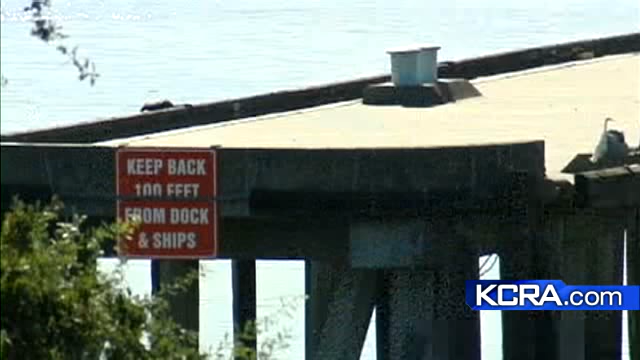 KEEP BACK
100 FEET
FROM DOCK
& SHIPS
KCRA.com